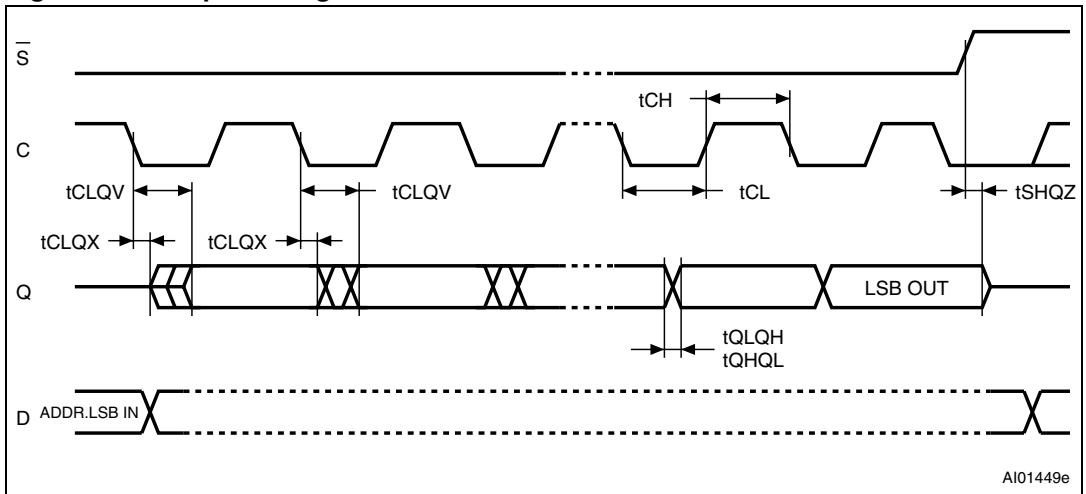 S
tCH
C
tCLQV
tCLQV
tCL
tSHQZ
tCLQX
tCLQX
Q
LSB OUT
tQLQH
tQHQL
D
ADDR.LSB IN
AI01449e